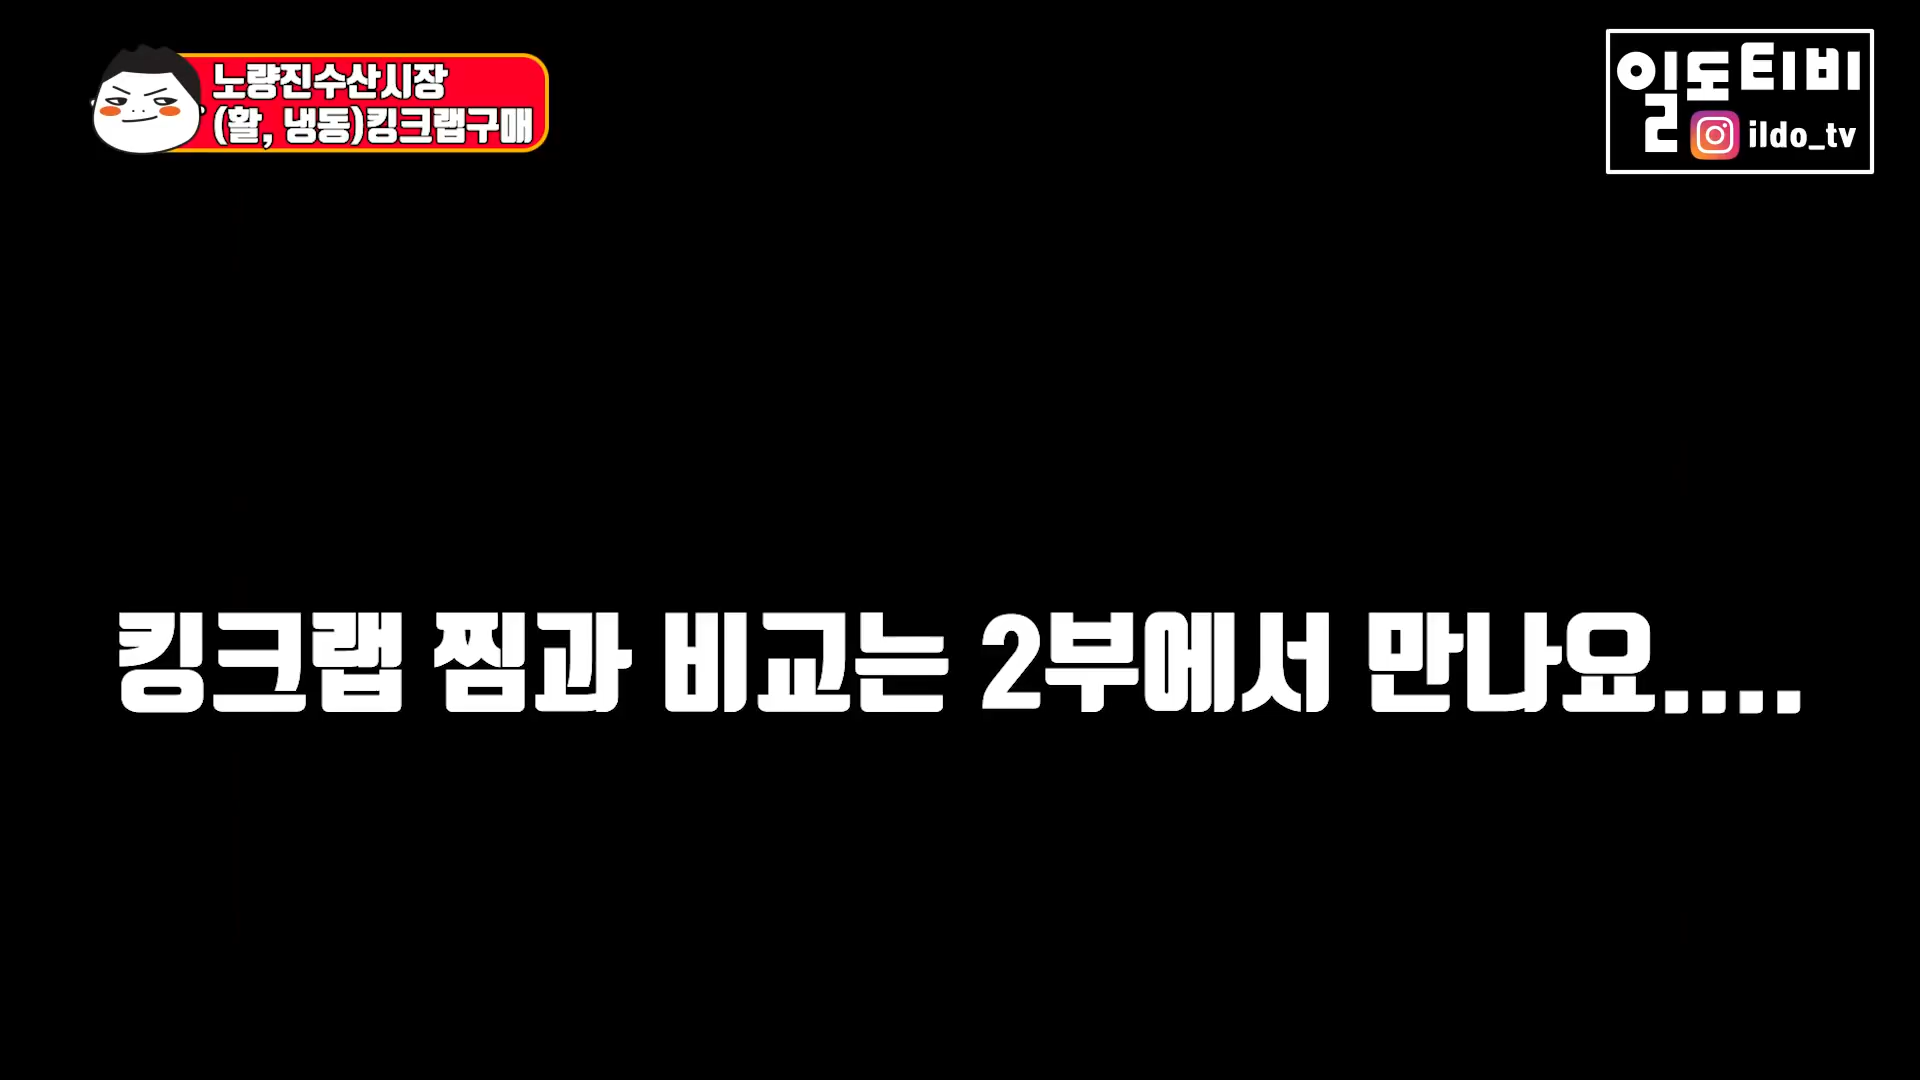 노량진수산시장
(활, 냉동)킹크랩구매
일도티비
ildo_tv
킹크랩 찜과 비교는 2부에서 만나요....